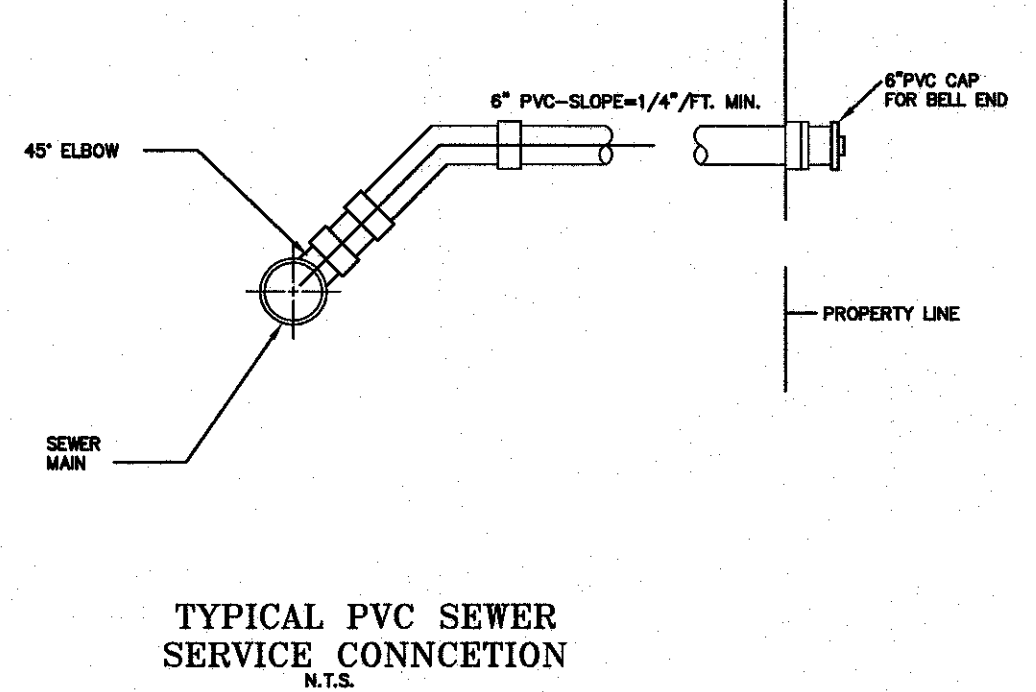 6" PVC-SLOPE=1/4"/FT. MIN.
6"PVC CAP
FOR BELL END
45° ELBOW
PROPERTY LINE
SEWER
MAIN
TYPICAL PVC SEWER
SERVICE CONNCETION
N.T.S.